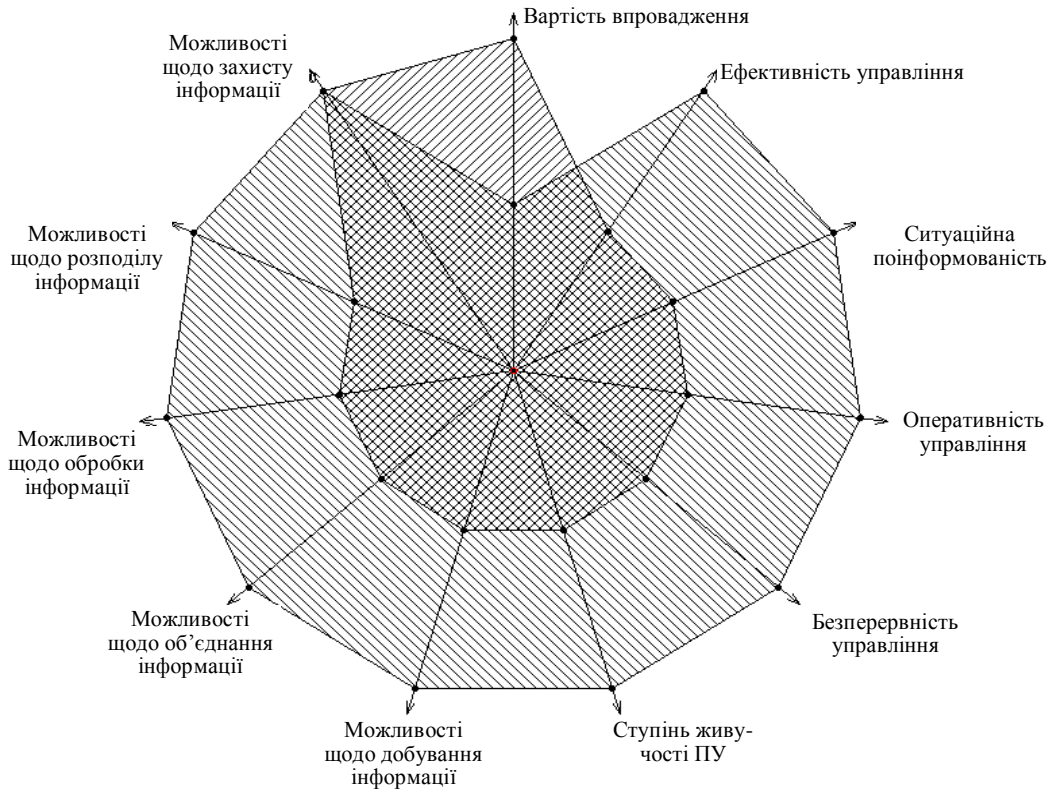 Вартість впровадження
Ефективність управління
Ситуаційна
поінформованість
Оперативність
управління
Безперервність
управління
Ступінь живу-
чості ПУ
Можливості
щодо добування
інформації
Можливості
щодо об’єднання
інформації
Можливості
щодо обробки
інформації
Можливості
щодо розподілу
інформації
Можливості
щодо захисту
інформації